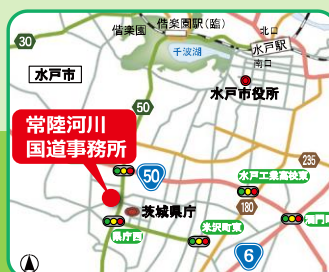 偕楽園
偕楽園駅(臨)
北口
水戸駅
南口
千波湖
30
水戸市
水戸市役所
50
常陸河川
国道事務所
235
水戸工業高校東
50
180
茨城県庁
県庁西
米沢町東
6